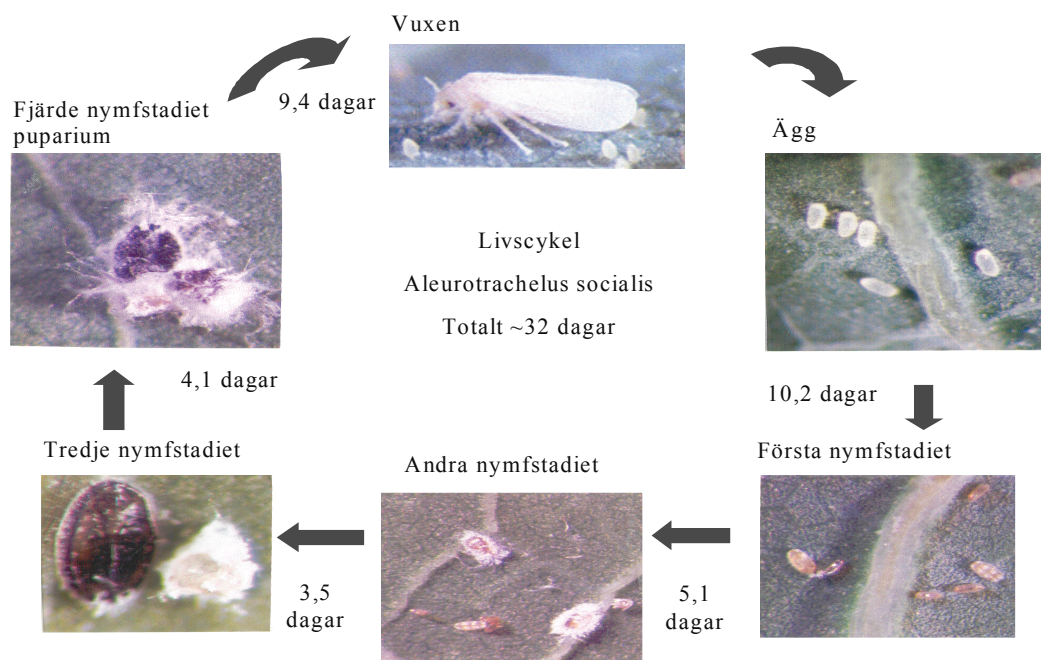 Vuxen
9,4 dagar
Fjärde nymfstadiet
puparium
Ägg
Livscykel
Aleurotrachelus socialis
Totalt ~32 dagar
4,1 dagar
10,2 dagar
Tredje nymfstadiet
Andra nymfstadiet
Första nymfstadiet
3,5
dagar
5,1
dagar